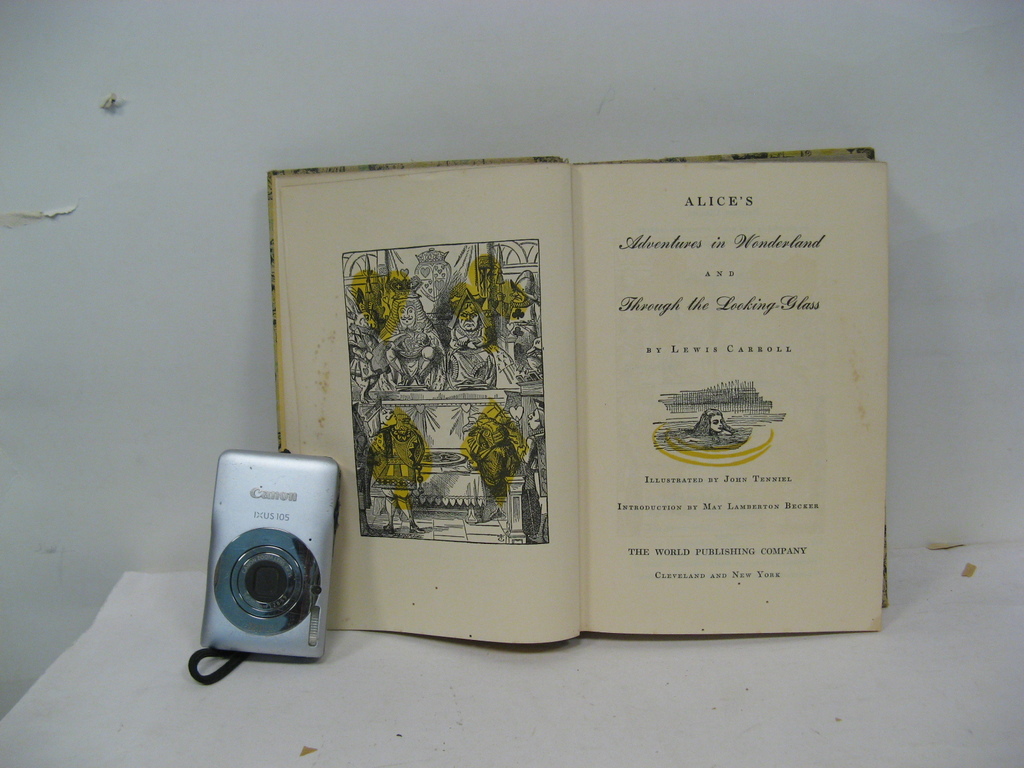 Canon
IXUS 105
ALICE'S
Adventures in Wonderland
AND
Through the Looking-Glass
BY LEWIS CARROLL
ILLUSTRATED BY JOHN TENNIEL
INTRODUCTION BY MAY LAMBERTON BECKER
THE WORLD PUBLISHING COMPANY
CLEVELAND AND NEW YORK